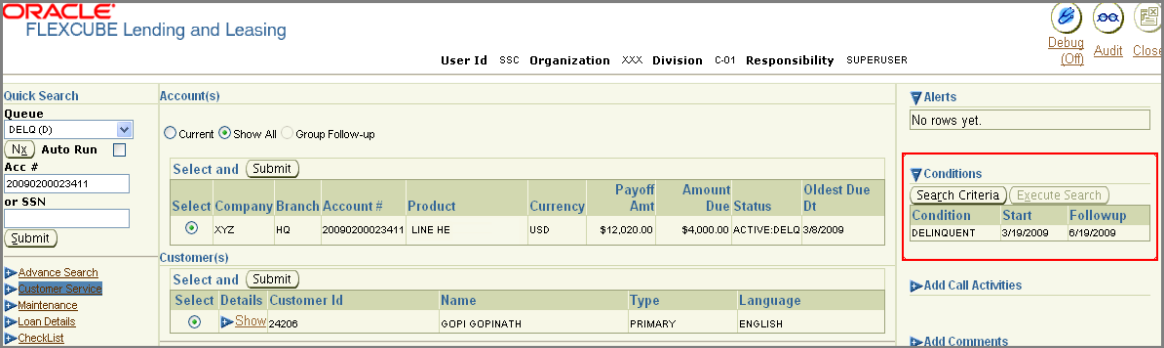 ORACLE
FLEXCUBE Lending and Leasing
Debug (Off) Audit Close
User Id SSC Organization XXX Division C-01 Responsibility SUPERUSER
Quick Search
Queue
DELQ (D)
Nx Auto Run
Acc #
20090200023411
or SSN
Submit
Advance Search
Customer Service
Maintenance
Loan Details
CheckList
Account(s)
Current Show All Group Follow-up
Select and Submit
Select Company Branch Account # Product Currency Payoff Amt Amount Due Status Oldest Due Dt
XYZ HQ 20090200023411 LINE HE USD $12,020.00 $4,000.00 ACTIVE:DELQ 3/8/2009
Customer(s)
Select and Submit
Select Details Customer Id Name Type Language
Show 24206 GOPI GOPINATH PRIMARY ENGLISH
Alerts
No rows yet.
Conditions
Search Criteria Execute Search
Condition Start Followup
DELINQUENT 3/19/2009 6/19/2009
Add Call Activities
Add Comments